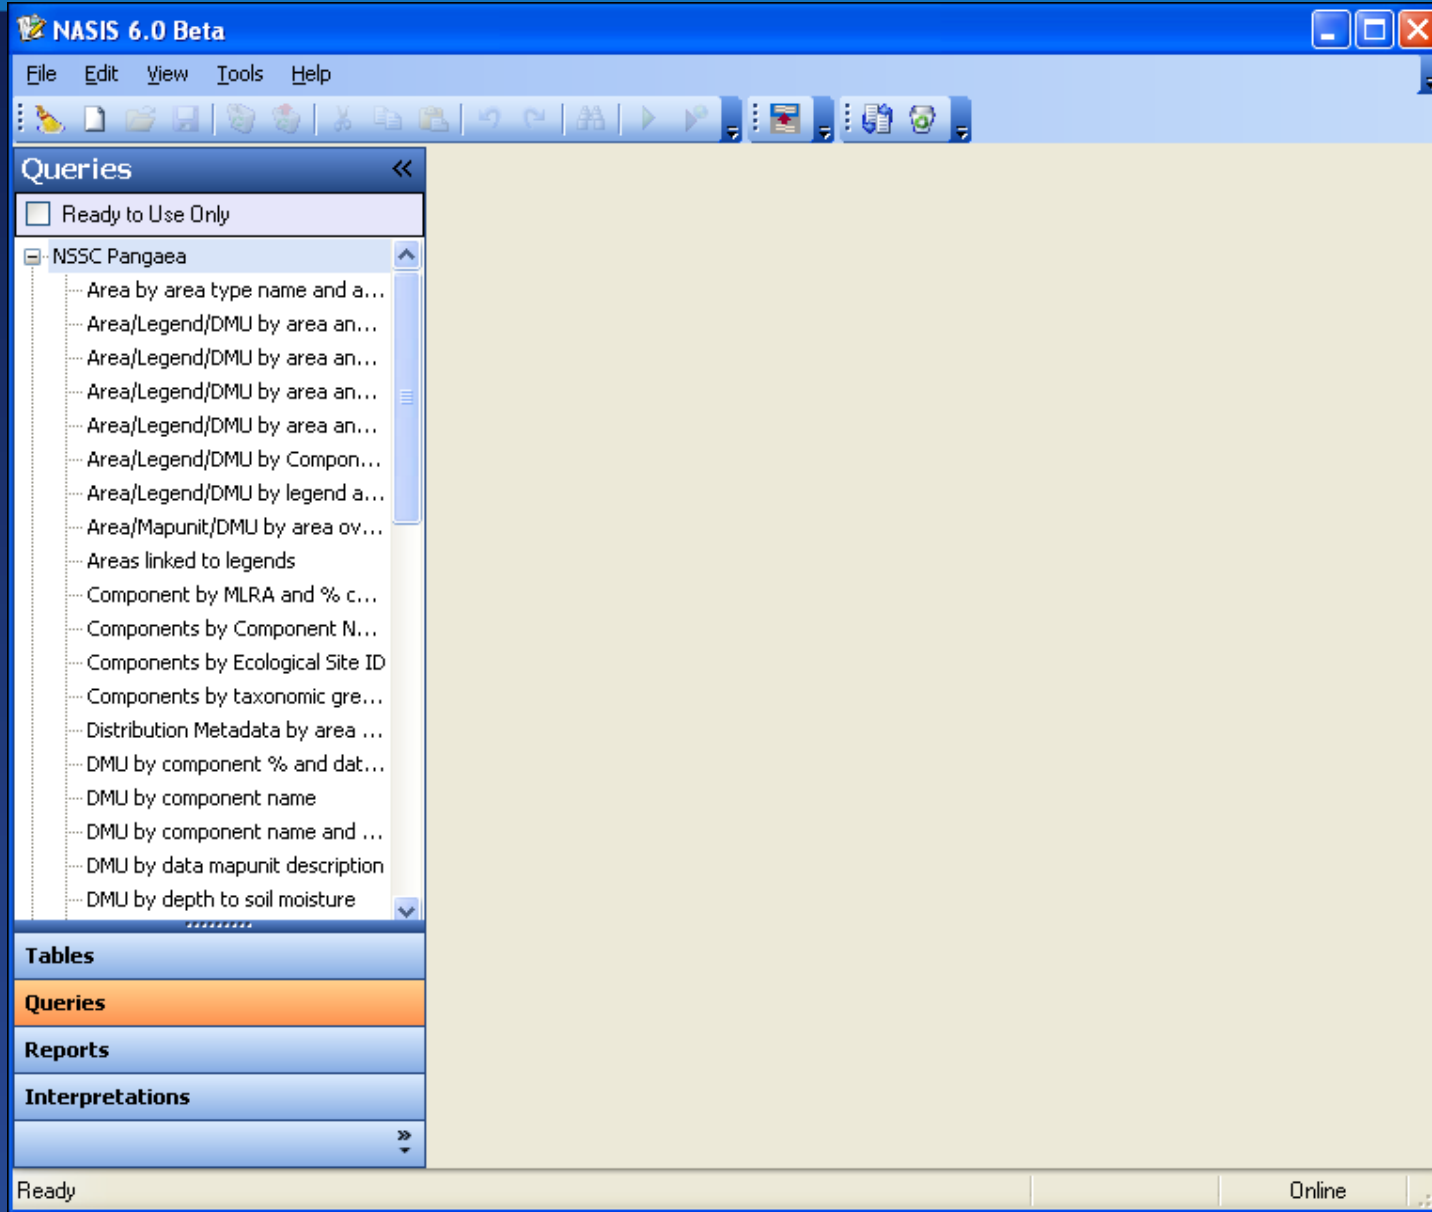 NASIS 6.0 Beta
File Edit View Tools Help
Queries
Ready to Use Only
NSSC Pangaea
Area by area type name and a...
Area/Legend/DMU by area an...
Area/Legend/DMU by area an...
Area/Legend/DMU by area an...
Area/Legend/DMU by area an...
Area/Legend/DMU by Compon...
Area/Legend/DMU by legend a...
Area/Mapunit/DMU by area ov...
Areas linked to legends
Component by MLRA and % c...
Components by Component N...
Components by Ecological Site ID
Components by taxonomic gre...
Distribution Metadata by area ...
DMU by component % and dat...
DMU by component name
DMU by component name and ...
DMU by data mapunit description
DMU by depth to soil moisture
Tables
Queries
Reports
Interpretations
Ready Online